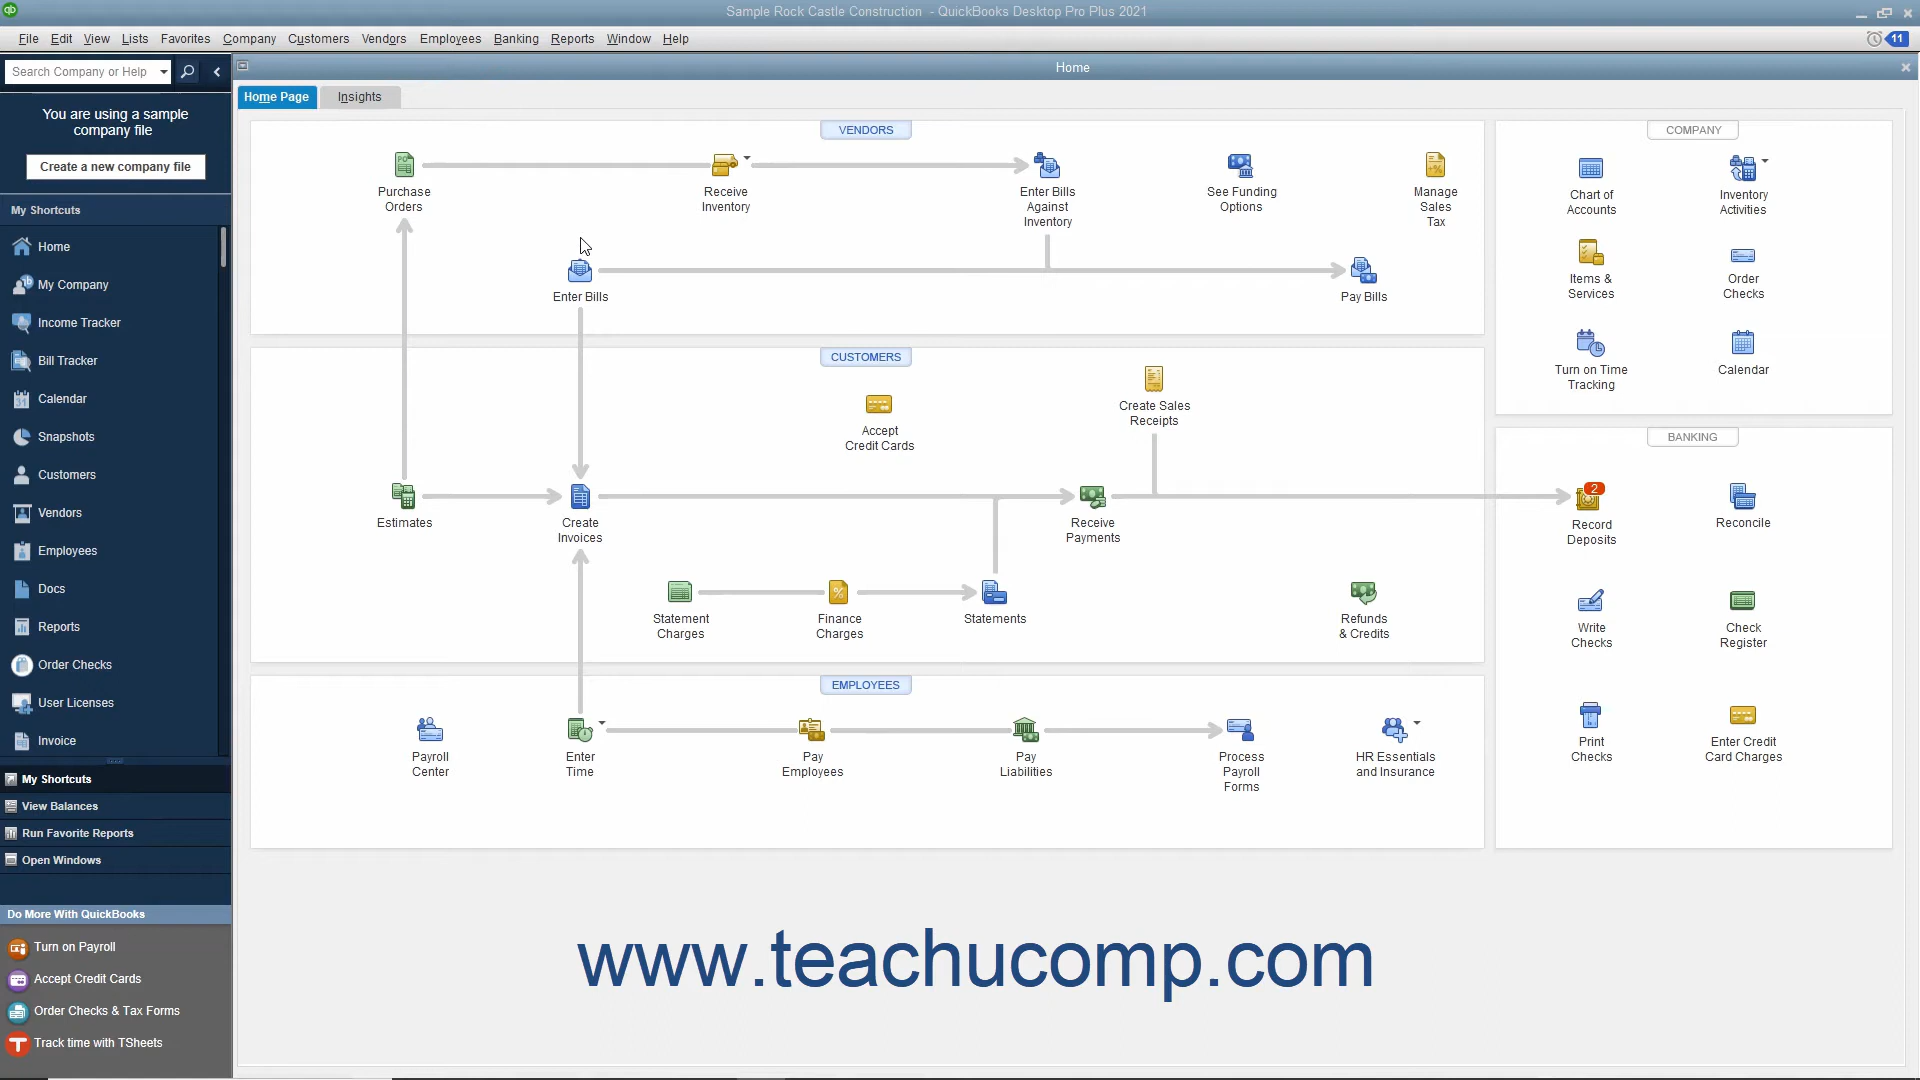 qb
Sample Rock Castle Construction - QuickBooks Desktop Pro Plus 2021
File Edit View Lists Favorites Company Customers Vendors Employees Banking Reports Window Help
11
Search Company or Help
You are using a sample
company file
Create a new company file
My Shortcuts
Home
My Company
Income Tracker
Bill Tracker
31
Calendar
Snapshots
Customers
Vendors
Employees
Docs
Reports
Order Checks
User Licenses
Invoice
My Shortcuts
View Balances
Run Favorite Reports
Open Windows
Do More With QuickBooks
Turn on Payroll
Accept Credit Cards
Order Checks & Tax Forms
Track time with TSheets
Home
Home Page
Insights
VENDORS
PO
Purchase
Orders
Receive
Inventory
Enter Bills
Against
Inventory
See Funding
Options
Manage
Sales
Tax
Enter Bills
Pay Bills
CUSTOMERS
Accept
Credit Cards
Create Sales
Receipts
Estimates
Create
Invoices
Receive
Payments
Statement
Charges
%
Finance
Charges
Statements
Refunds
& Credits
EMPLOYEES
Payroll
Center
Enter
Time
Pay
Employees
Pay
Liabilities
Process
Payroll
Forms
HR Essentials
and Insurance
COMPANY
Chart of
Accounts
Inventory
Activities
Items &
Services
Order
Checks
Turn on Time
Tracking
Calendar
BANKING
2
Record
Deposits
Reconcile
Write
Checks
Check
Register
Print
Checks
Enter Credit
Card Charges
www.teachucomp.com